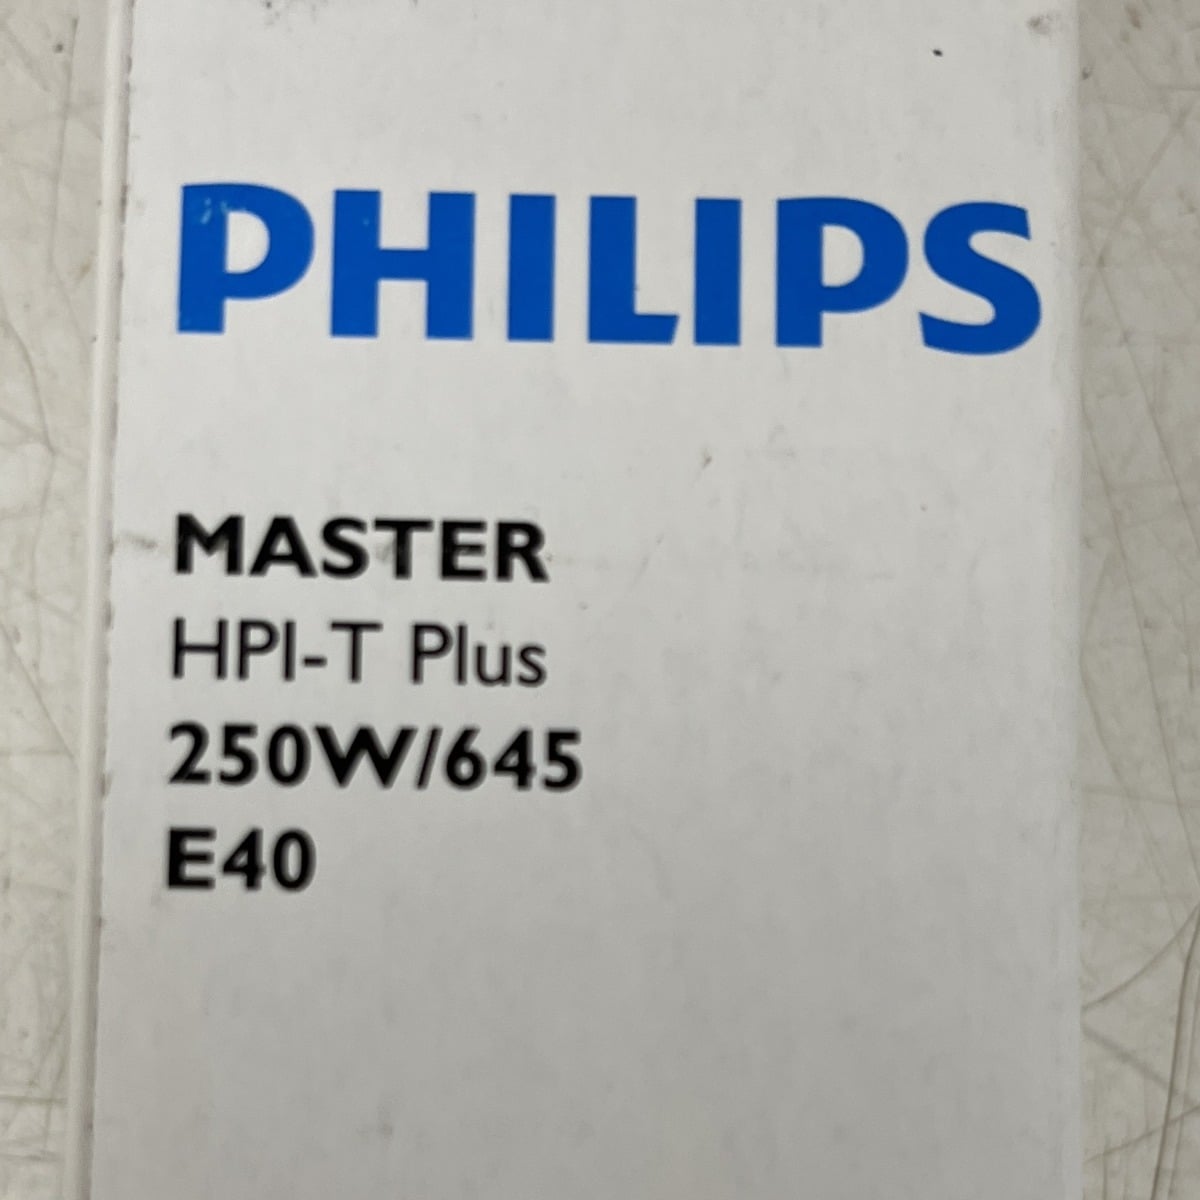 PHILIPS
MASTER
HPI-T Plus
250W/645
E40